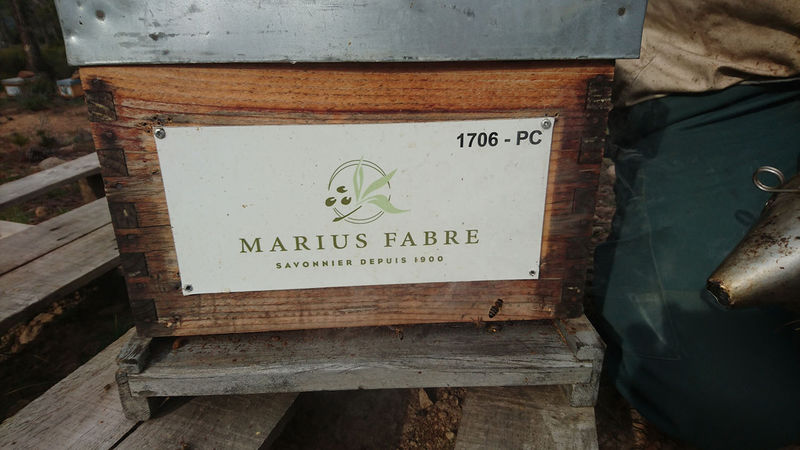 1706 - PC
MARIUS FABRE
SAVONNIER DEPUIS 1900